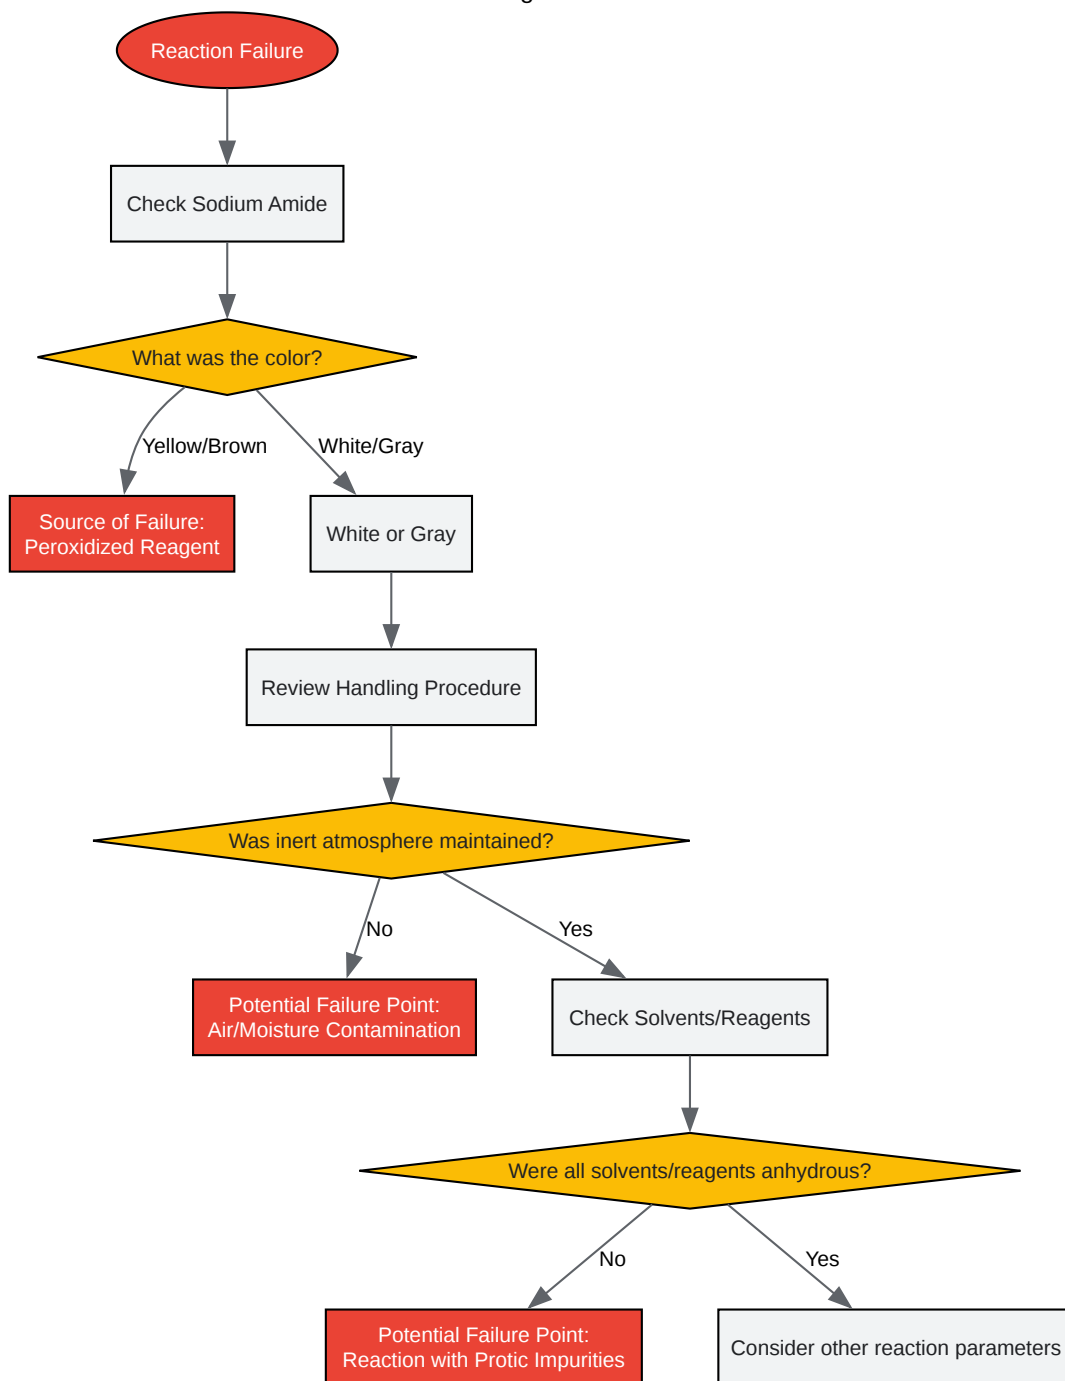 Reaction Failure
Check Sodium Amide
What was the color?
Yellow/Brown
White/Gray
Source of Failure:
Peroxidized Reagent
White or Gray
Review Handling Procedure
Was inert atmosphere maintained?
No
Yes
Potential Failure Point:
Air/Moisture Contamination
Check Solvents/Reagents
Were all solvents/reagents anhydrous?
No
Yes
Potential Failure Point:
Reaction with Protic Impurities
Consider other reaction parameters